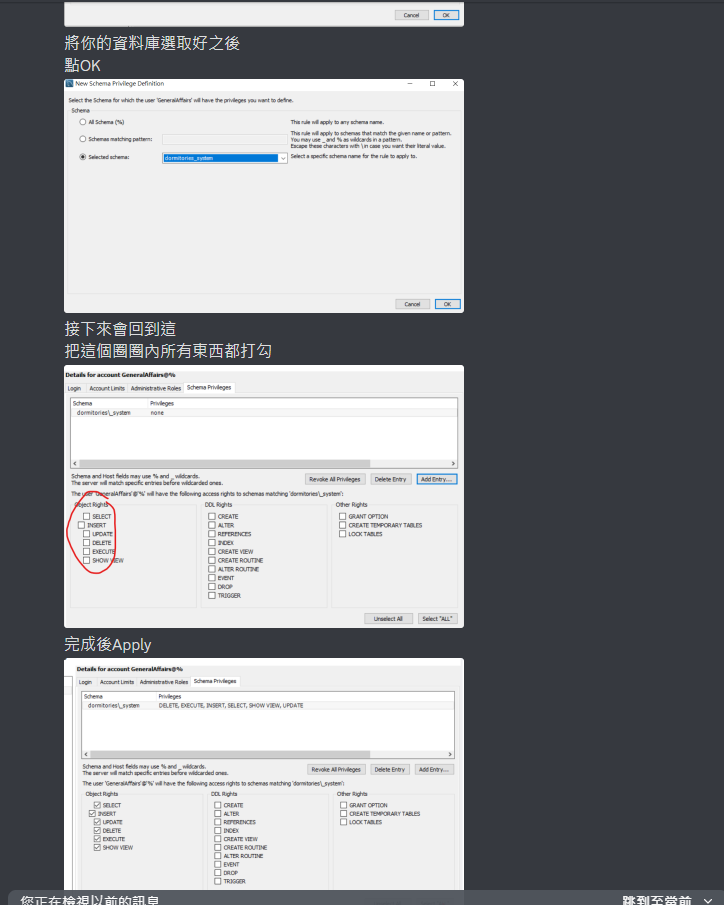 Cancel
OK
將你的資料庫選取好之後
點OK
New Schema Privilege Definition
Select the Schema for which the user 'GeneralAffairs' will have the privileges you want to define.
Schema
All Schema (%)
This rule will apply to any schema name.
Schemas matching pattern:
This rule will apply to schemas that match the given name or pattern.
You may use _ and % as wildcards in a pattern.
Escape these characters with \in case you want their literal value.
Selected schema:
dormitories_system
Select a specific schema name for the rule to apply to.
Cancel
OK
接下來會回到這
把這個圈圈內所有東西都打勾
Details for account GeneralAffairs@%
Login
Account Limits
Administrative Roles
Schema Privileges
Schema
Privileges
dormitories\_system
none
Schema and Host fields may use % and _ wildcards.
The server will match specific entries before wildcarded ones.
Revoke All Privileges
Delete Entry
Add Entry...
The user 'GeneralAffairs'@'%' will have the following access rights to schemas matching 'dormitories\_system':
Object Rights
SELECT
INSERT
UPDATE
DELETE
EXECUTE
SHOW VIEW
DDL Rights
CREATE
ALTER
REFERENCES
INDEX
CREATE VIEW
CREATE ROUTINE
ALTER ROUTINE
EVENT
DROP
TRIGGER
Other Rights
GRANT OPTION
CREATE TEMPORARY TABLES
LOCK TABLES
Unselect All
Select "ALL"
完成後Apply
Details for account GeneralAffairs@%
Login
Account Limits
Administrative Roles
Schema Privileges
Schema
Privileges
dormitories\_system
DELETE, EXECUTE, INSERT, SELECT, SHOW VIEW, UPDATE
Schema and Host fields may use % and _ wildcards.
The server will match specific entries before wildcarded ones.
Revoke All Privileges
Delete Entry
Add Entry...
The user 'GeneralAffairs'@'%' will have the following access rights to schemas matching 'dormitories\_system':
Object Rights
SELECT
INSERT
UPDATE
DELETE
EXECUTE
SHOW VIEW
DDL Rights
CREATE
ALTER
REFERENCES
INDEX
CREATE VIEW
CREATE ROUTINE
ALTER ROUTINE
EVENT
DROP
TRIGGER
Other Rights
GRANT OPTION
CREATE TEMPORARY TABLES
LOCK TABLES
您正在檢視以前的訊息
跳到至當前